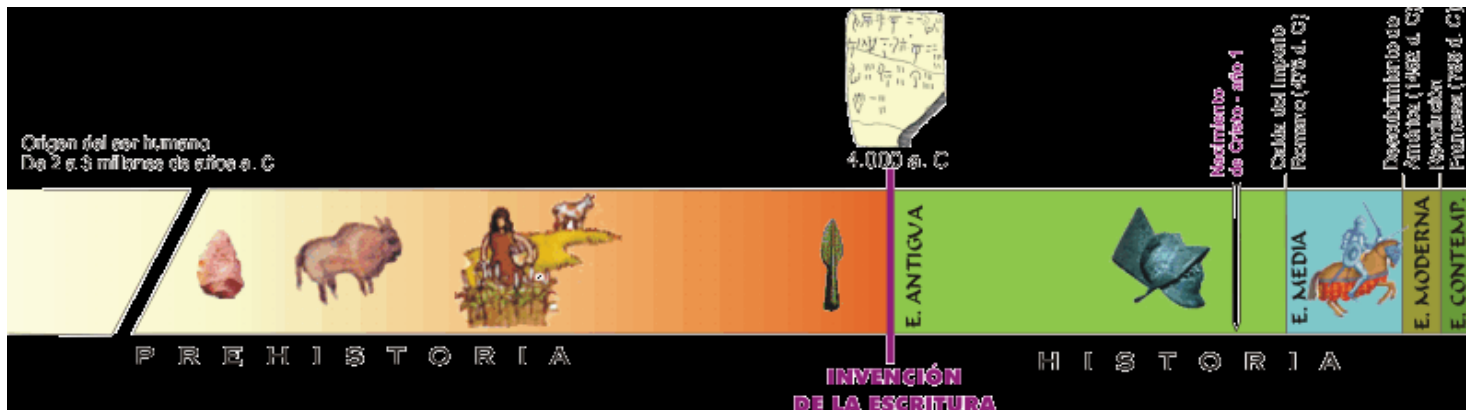 Origen del ser humano
De 2 a 3 millones de años a. C
4.000 a. C
Nacimiento
de Cristo - año 1
Caída del Imperio
Romano (476 d. C)
Descubrimiento de
América (1492 d. C)
Revolución
Francesa
E. ANTIGUA
E. MEDIA
E. MODERNA
E. CONTEMP.
PREHISTORIA
HISTORIA
INVENCIÓN
DE LA ESCRITURA